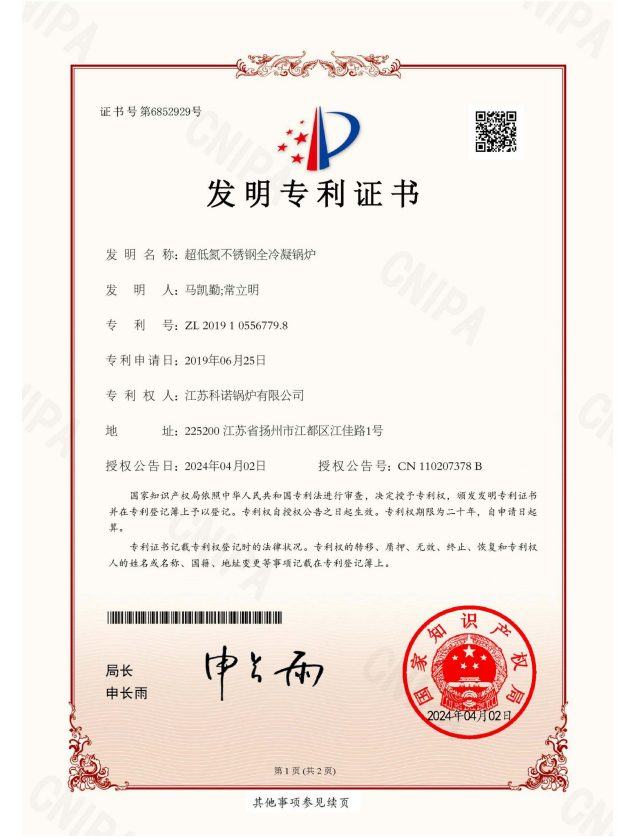 证书号第6852929号
发明专利证书
发明名称：超低氮不锈钢全冷凝锅炉
发明人：马凯勤;常立明
专利号：ZL 2019 1 0556779.8
专利申请日：2019年06月25日
专利权人：江苏科诺锅炉有限公司
地址：225200 江苏省扬州市江都区江佳路1号
授权公告日：2024年04月02日 授权公告号：CN 110207378 B
国家知识产权局依照中华人民共和国专利法进行审查，决定授予专利权，颁发发明专利证书
并在专利登记簿上予以登记。专利权自授权公告之日起生效。专利权期限为二十年，自申请日起
算。
专利证书记载专利权登记时的法律状况。专利权的转移、质押、无效、终止、恢复和专利权
人的姓名或名称、国籍、地址变更等事项记载在专利登记簿上。
局长
申长雨
申长雨
国家知识产权局
2024年04月02日
第 1 页 (共 2 页)
其他事项参见续页
CNIPA
CNIPA
CNIPA
CNIPA
CNIPA
CNIPA